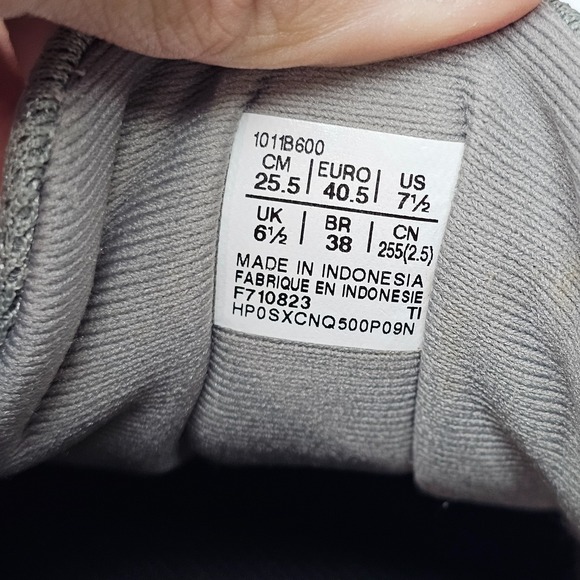 1011B600
CM 25.5 | EURO 40.5 | US 7½
UK 6½ | BR 38 | CN 255(2.5)
MADE IN INDONESIA
FABRIQUE EN INDONESIE
F710823 TI
HP0SXCNQ500P09N